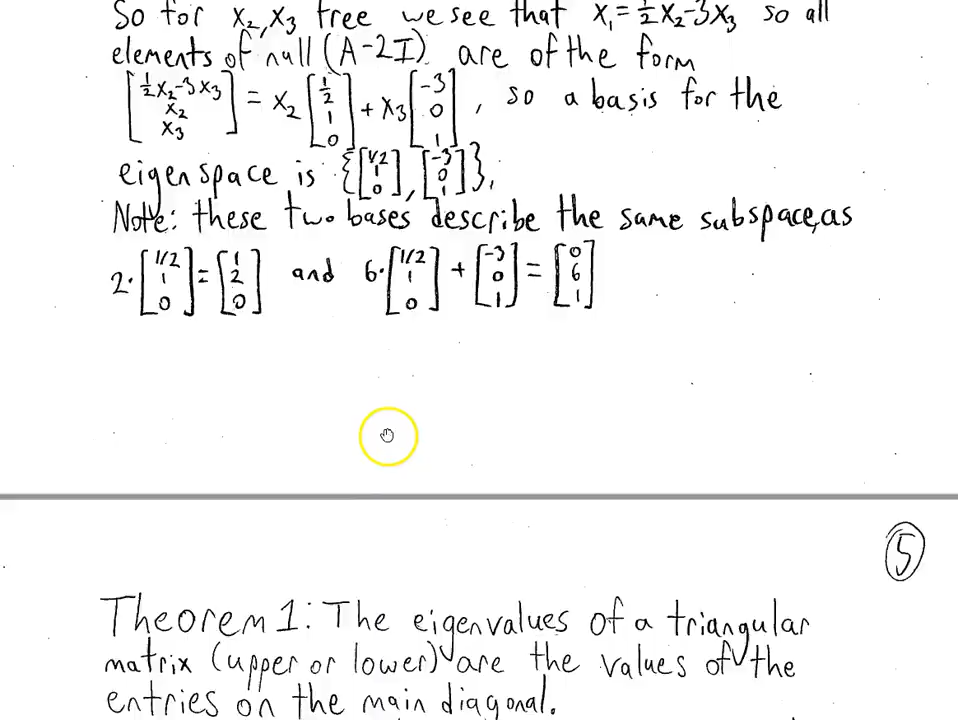 So for x₂,x₃ free we see that x₁ = ½x₂-3x₃ so all
elements of null (A-2I) are of the form
[½x₂-3x₃ x₂ x₃] = x₂ [½ 1 0] + x₃ [-3 0 1], so a basis for the
eigenspace is {[1/2 1 0], [-3 0 1]},
Note: these two bases describe the same subspace, as
2·[1/2 1 0] = [1 2 0] and 6·[1/2 1 0] + [-3 0 1] = [0 6 1]
5
Theorem 1: The eigenvalues of a triangular
matrix (upper or lower) are the values of the
entries on the main diagonal.